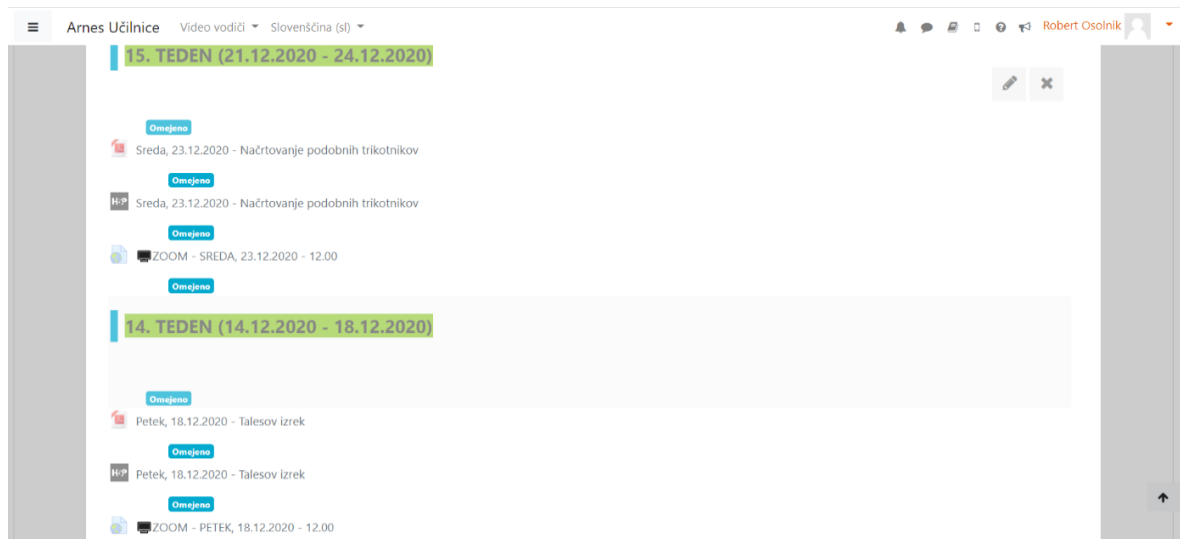 Arnes Učilnice Video vodiči Slovenščina (sl) Robert Osolnik
15. TEDEN (21.12.2020 - 24.12.2020)
Omejeno
Sreda, 23.12.2020 - Načrtovanje podobnih trikotnikov
Omejeno
H-P Sreda, 23.12.2020 - Načrtovanje podobnih trikotnikov
Omejeno
ZOOM - SREDA, 23.12.2020 - 12.00
Omejeno
14. TEDEN (14.12.2020 - 18.12.2020)
Omejeno
Petek, 18.12.2020 - Talesov izrek
Omejeno
H-P Petek, 18.12.2020 - Talesov izrek
Omejeno
ZOOM - PETEK, 18.12.2020 - 12.00